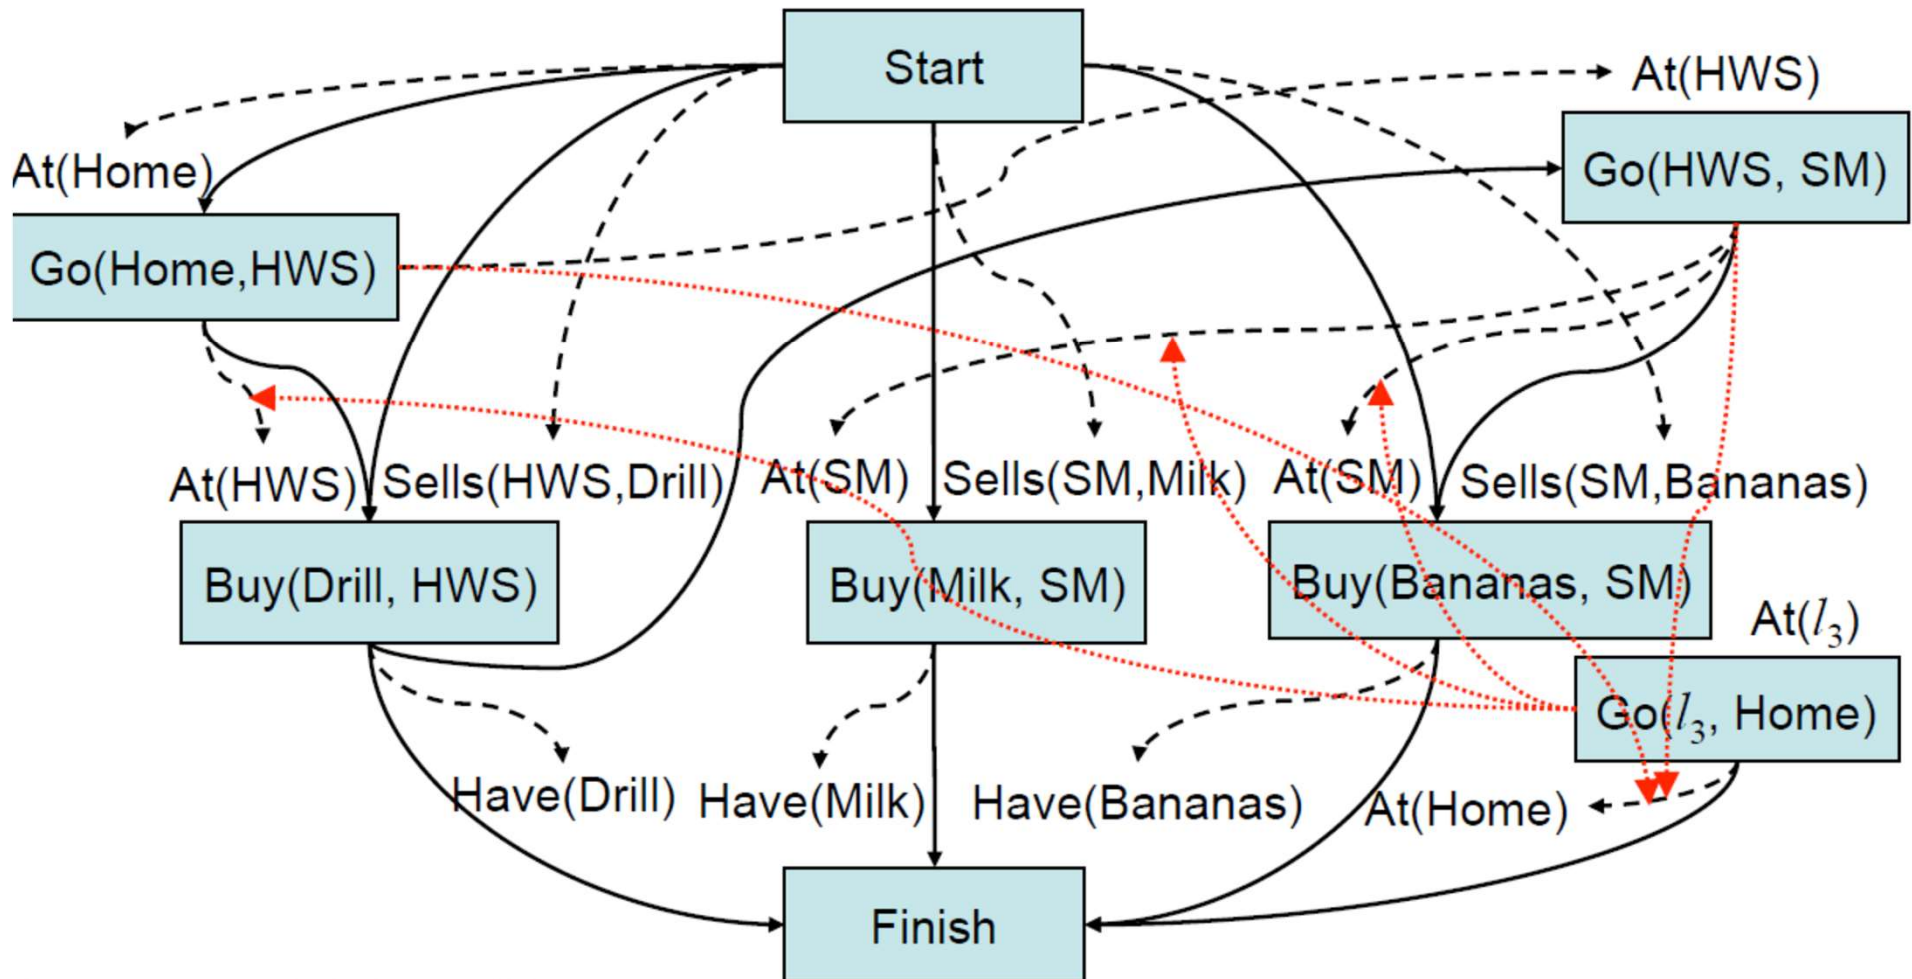 Start
At(HWS)
At(Home)
Go(HWS, SM)
Go(Home,HWS)
At(HWS)
Sells(HWS,Drill)
At(SM)
Sells(SM,Milk)
At(SM)
Sells(SM,Bananas)
Buy(Drill, HWS)
Buy(Milk, SM)
Buy(Bananas, SM)
At(l₃)
Go(l₃, Home)
Have(Drill)
Have(Milk)
Have(Bananas)
At(Home)
Finish